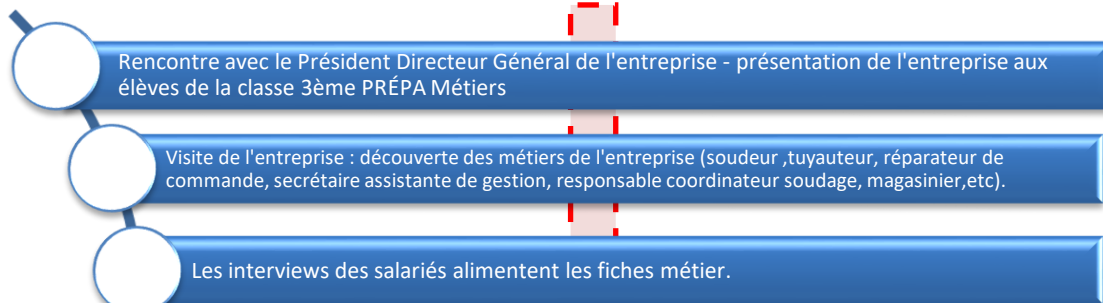 Rencontre avec le Président Directeur Général de l'entreprise - présentation de l'entreprise aux
élèves de la classe 3ème PRÉPA Métiers
Visite de l'entreprise : découverte des métiers de l'entreprise (soudeur ,tuyauteur, réparateur de
commande, secrétaire assistante de gestion, responsable coordinateur soudage, magasinier,etc).
Les interviews des salariés alimentent les fiches métier.